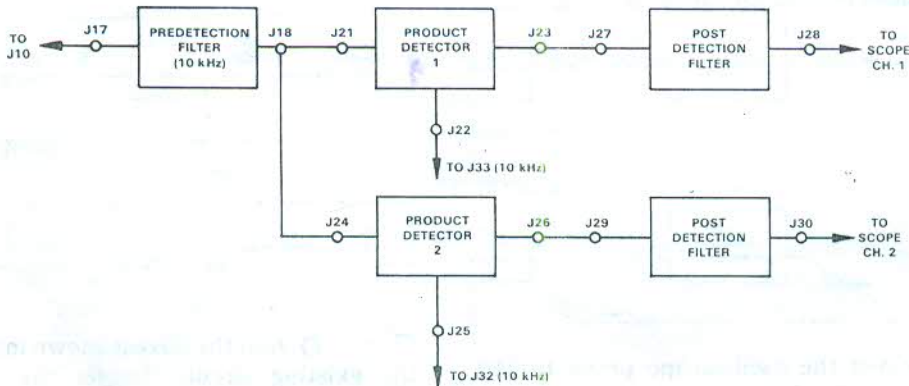 TO
J10
J17
PREDETECTION
FILTER
(10 kHz)
J18
J21
PRODUCT
DETECTOR
1
J23
J27
POST
DETECTION
FILTER
J28
TO
SCOPE
CH. 1
J22
TO J33 (10 kHz)
J24
PRODUCT
DETECTOR
2
J26
J29
POST
DETECTION
FILTER
J30
TO
SCOPE
CH. 2
J25
TO J32 (10 kHz)